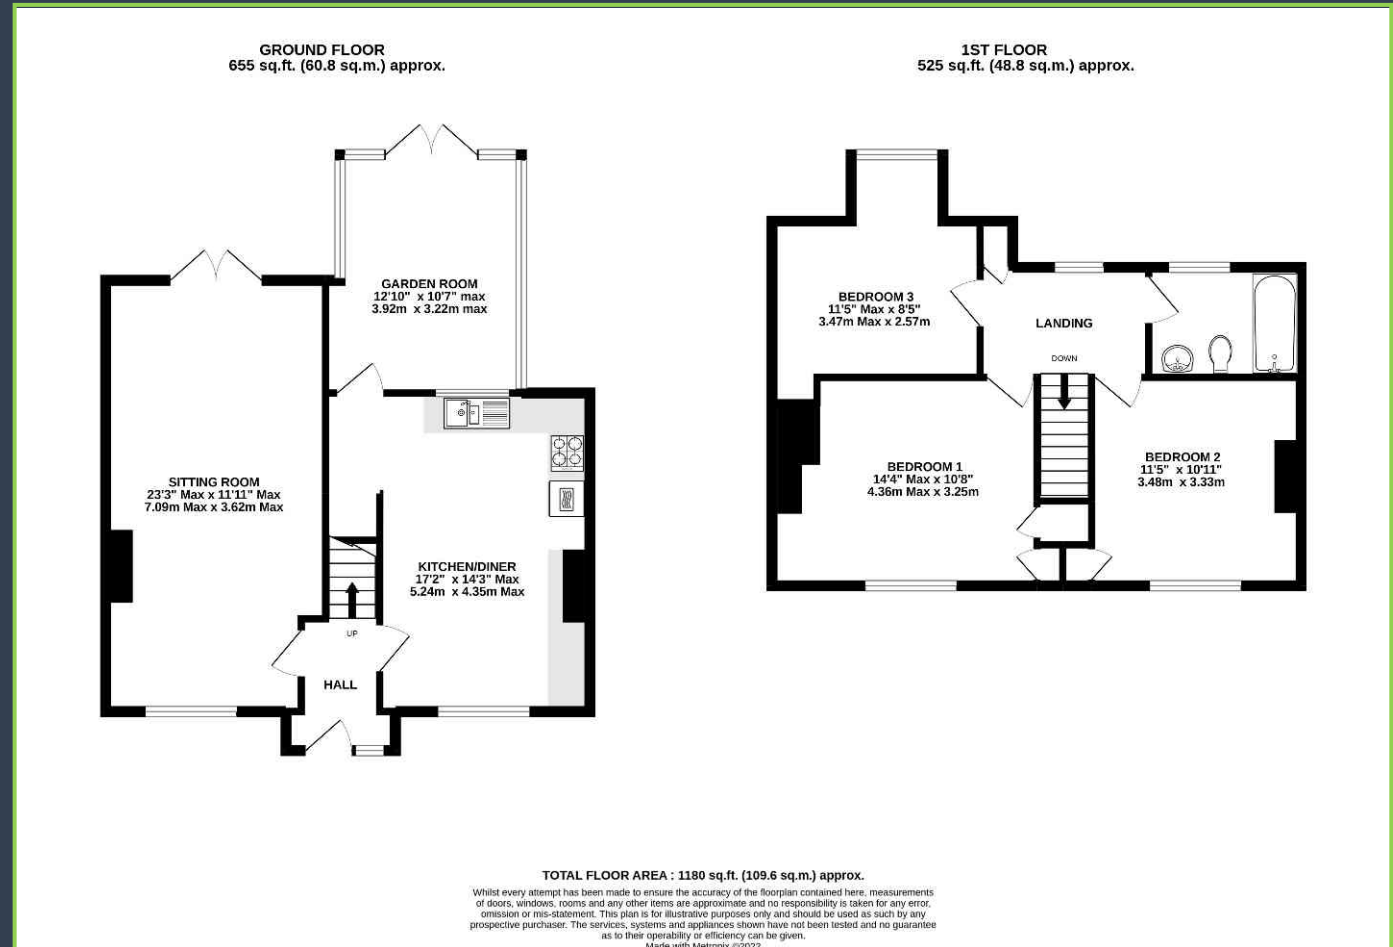 GROUND FLOOR
655 sq.ft. (60.8 sq.m.) approx.
1ST FLOOR
525 sq.ft. (48.8 sq.m.) approx.
GARDEN ROOM
12'10" x 10'7" max
3.92m x 3.22m max
SITTING ROOM
23'3" Max x 11'11" Max
7.09m Max x 3.62m Max
KITCHEN/DINER
17'2" x 14'3" Max
5.24m x 4.35m Max
UP
HALL
BEDROOM 3
11'5" Max x 8'5"
3.47m Max x 2.57m
LANDING
DOWN
BEDROOM 1
14'4" Max x 10'8"
4.36m Max x 3.25m
BEDROOM 2
11'5" x 10'11"
3.48m x 3.33m
TOTAL FLOOR AREA : 1180 sq.ft. (109.6 sq.m.) approx.
Whilst every attempt has been made to ensure the accuracy of the floorplan contained here, measurements
of doors, windows, rooms and any other items are approximate and no responsibility is taken for any error,
omission or mis-statement. This plan is for illustrative purposes only and should be used as such by any
prospective purchaser. The services, systems and appliances shown have not been tested and no guarantee
as to their operability or efficiency can be given.
Made with Metropix ©2022